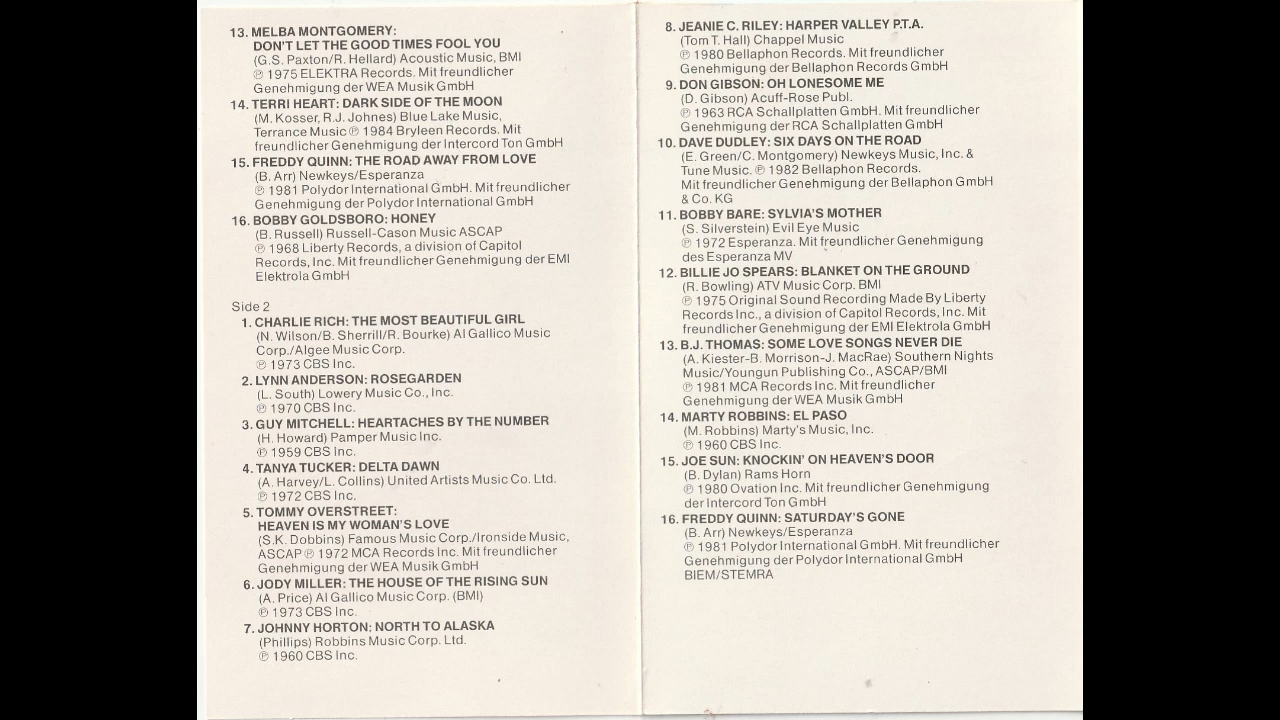 13. MELBA MONTGOMERY:
DON'T LET THE GOOD TIMES FOOL YOU
(G.S. Paxton/R. Hellard) Acoustic Music, BMI
℗ 1975 ELEKTRA Records. Mit freundlicher
Genehmigung der WEA Musik GmbH
14. TERRI HEART: DARK SIDE OF THE MOON
(M. Kosser, R.J. Johnes) Blue Lake Music,
Terrance Music ℗ 1984 Bryleen Records. Mit
freundlicher Genehmigung der Intercord Ton GmbH
15. FREDDY QUINN: THE ROAD AWAY FROM LOVE
(B. Arr) Newkeys/Esperanza
℗ 1981 Polydor International GmbH. Mit freundlicher
Genehmigung der Polydor International GmbH
16. BOBBY GOLDSBORO: HONEY
(B. Russell) Russell-Cason Music ASCAP
℗ 1968 Liberty Records, a division of Capitol
Records, Inc. Mit freundlicher Genehmigung der EMI
Elektrola GmbH
Side 2
1. CHARLIE RICH: THE MOST BEAUTIFUL GIRL
(N. Wilson/B. Sherrill/R. Bourke) Al Gallico Music
Corp./Algee Music Corp.
℗ 1973 CBS Inc.
2. LYNN ANDERSON: ROSEGARDEN
(L. South) Lowery Music Co., Inc.
℗ 1970 CBS Inc.
3. GUY MITCHELL: HEARTACHES BY THE NUMBER
(H. Howard) Pamper Music Inc.
℗ 1959 CBS Inc.
4. TANYA TUCKER: DELTA DAWN
(A. Harvey/L. Collins) United Artists Music Co. Ltd.
℗ 1972 CBS Inc.
5. TOMMY OVERSTREET:
HEAVEN IS MY WOMAN'S LOVE
(S.K. Dobbins) Famous Music Corp./Ironside Music,
ASCAP ℗ 1972 MCA Records Inc. Mit freundlicher
Genehmigung der WEA Musik GmbH
6. JODY MILLER: THE HOUSE OF THE RISING SUN
(A. Price) Al Gallico Music Corp. (BMI)
℗ 1973 CBS Inc.
7. JOHNNY HORTON: NORTH TO ALASKA
(Phillips) Robbins Music Corp. Ltd.
℗ 1960 CBS Inc.
8. JEANIE C. RILEY: HARPER VALLEY P.T.A.
(Tom T. Hall) Chappel Music
℗ 1980 Bellaphon Records. Mit freundlicher
Genehmigung der Bellaphon Records GmbH
9. DON GIBSON: OH LONESOME ME
(D. Gibson) Acuff-Rose Publ.
℗ 1963 RCA Schallplatten GmbH. Mit freundlicher
Genehmigung der RCA Schallplatten GmbH
10. DAVE DUDLEY: SIX DAYS ON THE ROAD
(E. Green/C. Montgomery) Newkeys Music, Inc. &
Tune Music. ℗ 1982 Bellaphon Records.
Mit freundlicher Genehmigung der Bellaphon GmbH
& Co. KG
11. BOBBY BARE: SYLVIA'S MOTHER
(S. Silverstein) Evil Eye Music
℗ 1972 Esperanza. Mit freundlicher Genehmigung
des Esperanza MV
12. BILLIE JO SPEARS: BLANKET ON THE GROUND
(R. Bowling) ATV Music Corp. BMI
℗ 1975 Original Sound Recording Made By Liberty
Records Inc., a division of Capitol Records, Inc. Mit
freundlicher Genehmigung der EMI Elektrola GmbH
13. B.J. THOMAS: SOME LOVE SONGS NEVER DIE
(A. Kiester-B. Morrison-J. MacRae) Southern Nights
Music/Youngun Publishing Co., ASCAP/BMI
℗ 1981 MCA Records Inc. Mit freundlicher
Genehmigung der WEA Musik GmbH
14. MARTY ROBBINS: EL PASO
(M. Robbins) Marty's Music, Inc.
℗ 1960 CBS Inc.
15. JOE SUN: KNOCKIN' ON HEAVEN'S DOOR
(B. Dylan) Rams Horn
℗ 1980 Ovation Inc. Mit freundlicher Genehmigung
der Intercord Ton GmbH
16. FREDDY QUINN: SATURDAY'S GONE
(B. Arr) Newkeys/Esperanza
℗ 1981 Polydor International GmbH. Mit freundlicher
Genehmigung der Polydor International GmbH
BIEM/STEMRA